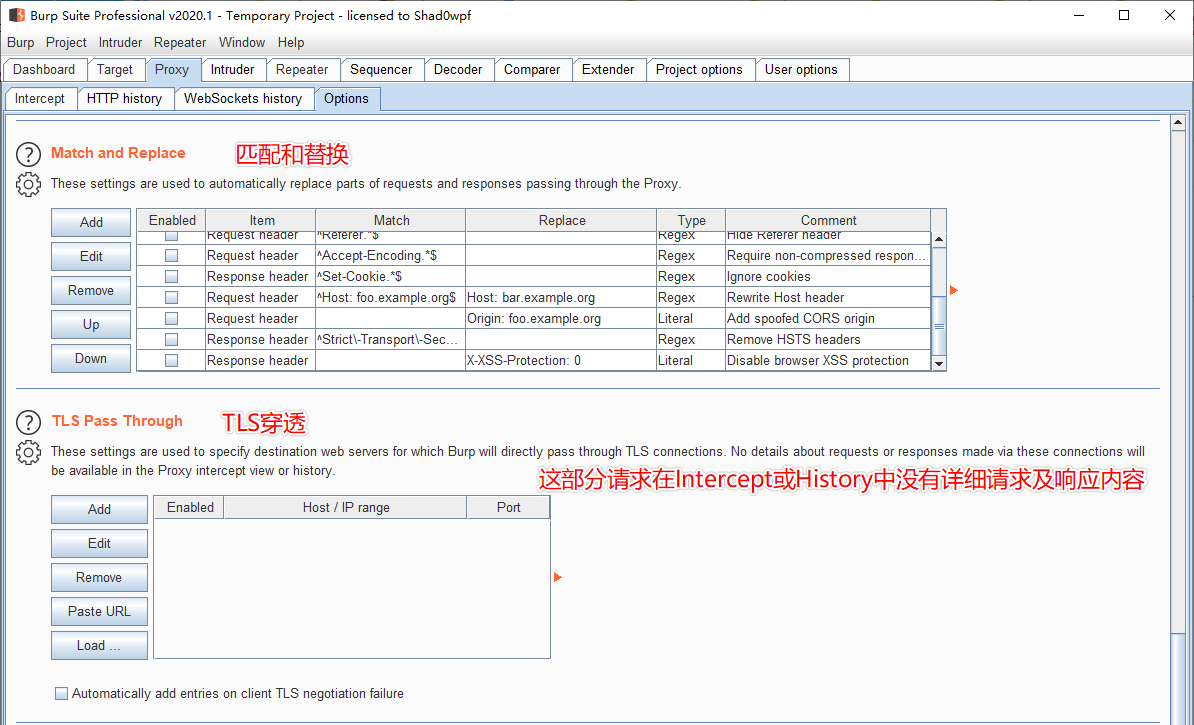 Burp Suite Professional v2020.1 - Temporary Project - licensed to Shad0wpf
Burp Project Intruder Repeater Window Help
Dashboard Target Proxy Intruder Repeater Sequencer Decoder Comparer Extender Project options User options
Intercept HTTP history WebSockets history Options
? Match and Replace 匹配和替换
These settings are used to automatically replace parts of requests and responses passing through the Proxy.
Add Enabled Item Match Replace Type Comment
Request header ^Referer.*$ Regex Hide Referer header
Edit Request header ^Accept-Encoding.*$ Regex Require non-compressed respon...
Response header ^Set-Cookie.*$ Regex Ignore cookies
Remove Request header ^Host: foo.example.org$ Host: bar.example.org Regex Rewrite Host header
Up Request header Origin: foo.example.org Literal Add spoofed CORS origin
Response header ^Strict\-Transport\-Sec... Regex Remove HSTS headers
Down Response header X-XSS-Protection: 0 Literal Disable browser XSS protection
? TLS Pass Through TLS穿透
These settings are used to specify destination web servers for which Burp will directly pass through TLS connections. No details about requests or responses made via these connections will
be available in the Proxy intercept view or history.
这部分请求在Intercept或History中没有详细请求及响应内容
Add Enabled Host / IP range Port
Edit
Remove
Paste URL
Load ...
Automatically add entries on client TLS negotiation failure